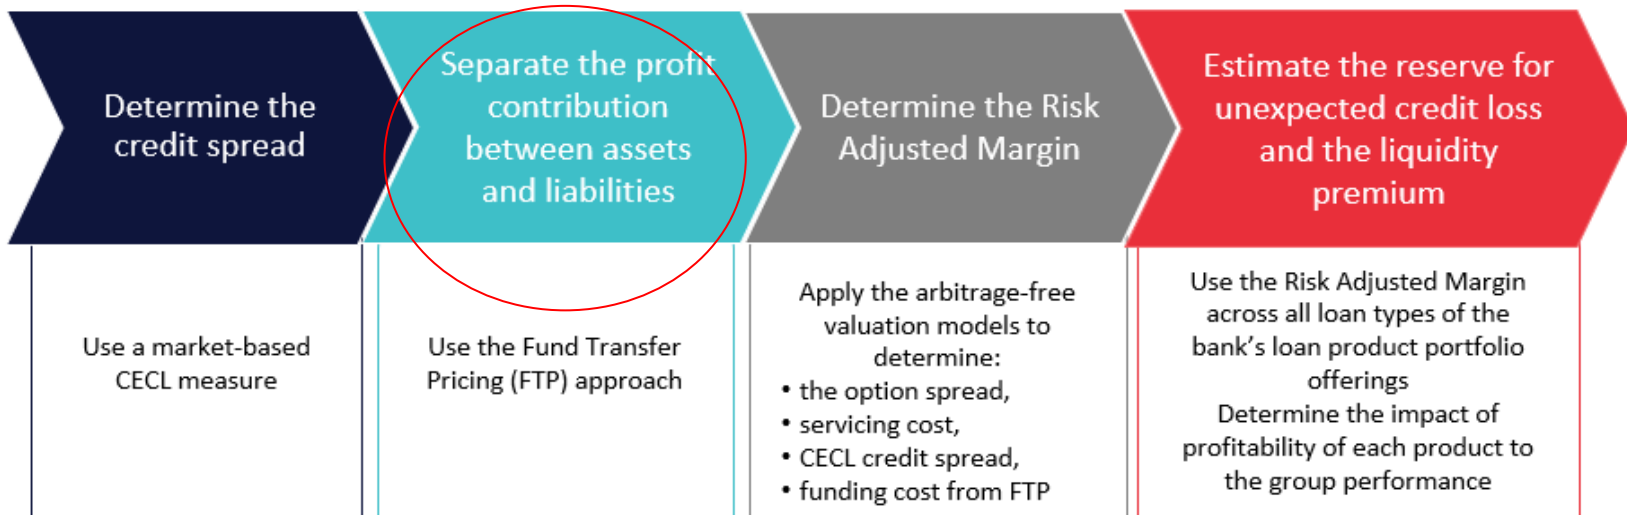 Determine the
credit spread
Separate the profit
contribution
between assets
and liabilities
Determine the Risk
Adjusted Margin
Estimate the reserve for
unexpected credit loss
and the liquidity
premium
Use a market-based
CECL measure
Use the Fund Transfer
Pricing (FTP) approach
Apply the arbitrage-free
valuation models to
determine:
• the option spread,
• servicing cost,
• CECL credit spread,
• funding cost from FTP
Use the Risk Adjusted Margin
across all loan types of the
bank’s loan product portfolio
offerings
Determine the impact of
profitability of each product to
the group performance